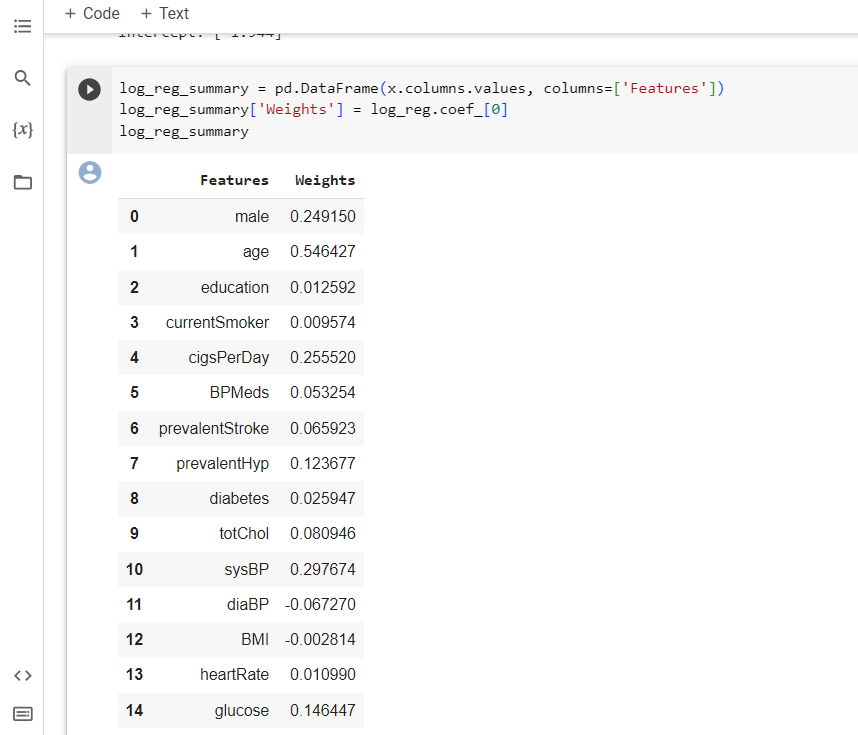 + Code + Text
log_reg_summary = pd.DataFrame(x.columns.values, columns=['Features'])
log_reg_summary['Weights'] = log_reg.coef_[0]
log_reg_summary
Features Weights
0 male 0.249150
1 age 0.546427
2 education 0.012592
3 currentSmoker 0.009574
4 cigsPerDay 0.255520
5 BPMeds 0.053254
6 prevalentStroke 0.065923
7 prevalentHyp 0.123677
8 diabetes 0.025947
9 totChol 0.080946
10 sysBP 0.297674
11 diaBP -0.067270
12 BMI -0.002814
13 heartRate 0.010990
14 glucose 0.146447
{x}